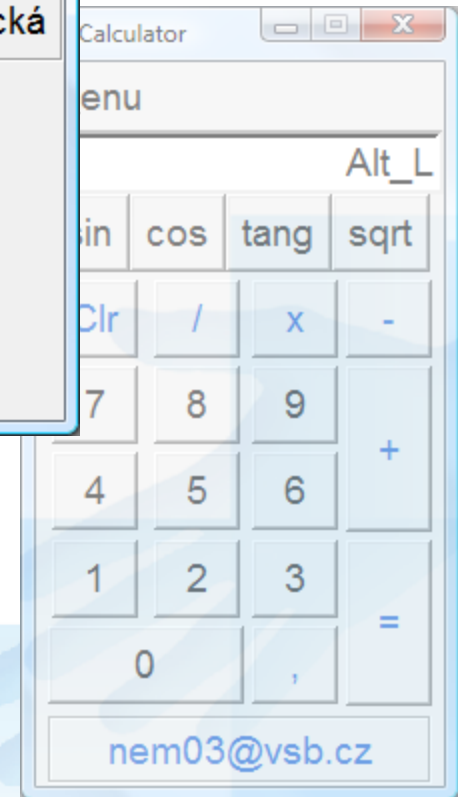 cká
Calculator
enu
Alt_L
in cos tang sqrt
Clr / x -
7 8 9
+
4 5 6
1 2 3
=
0 ,
nem03@vsb.cz